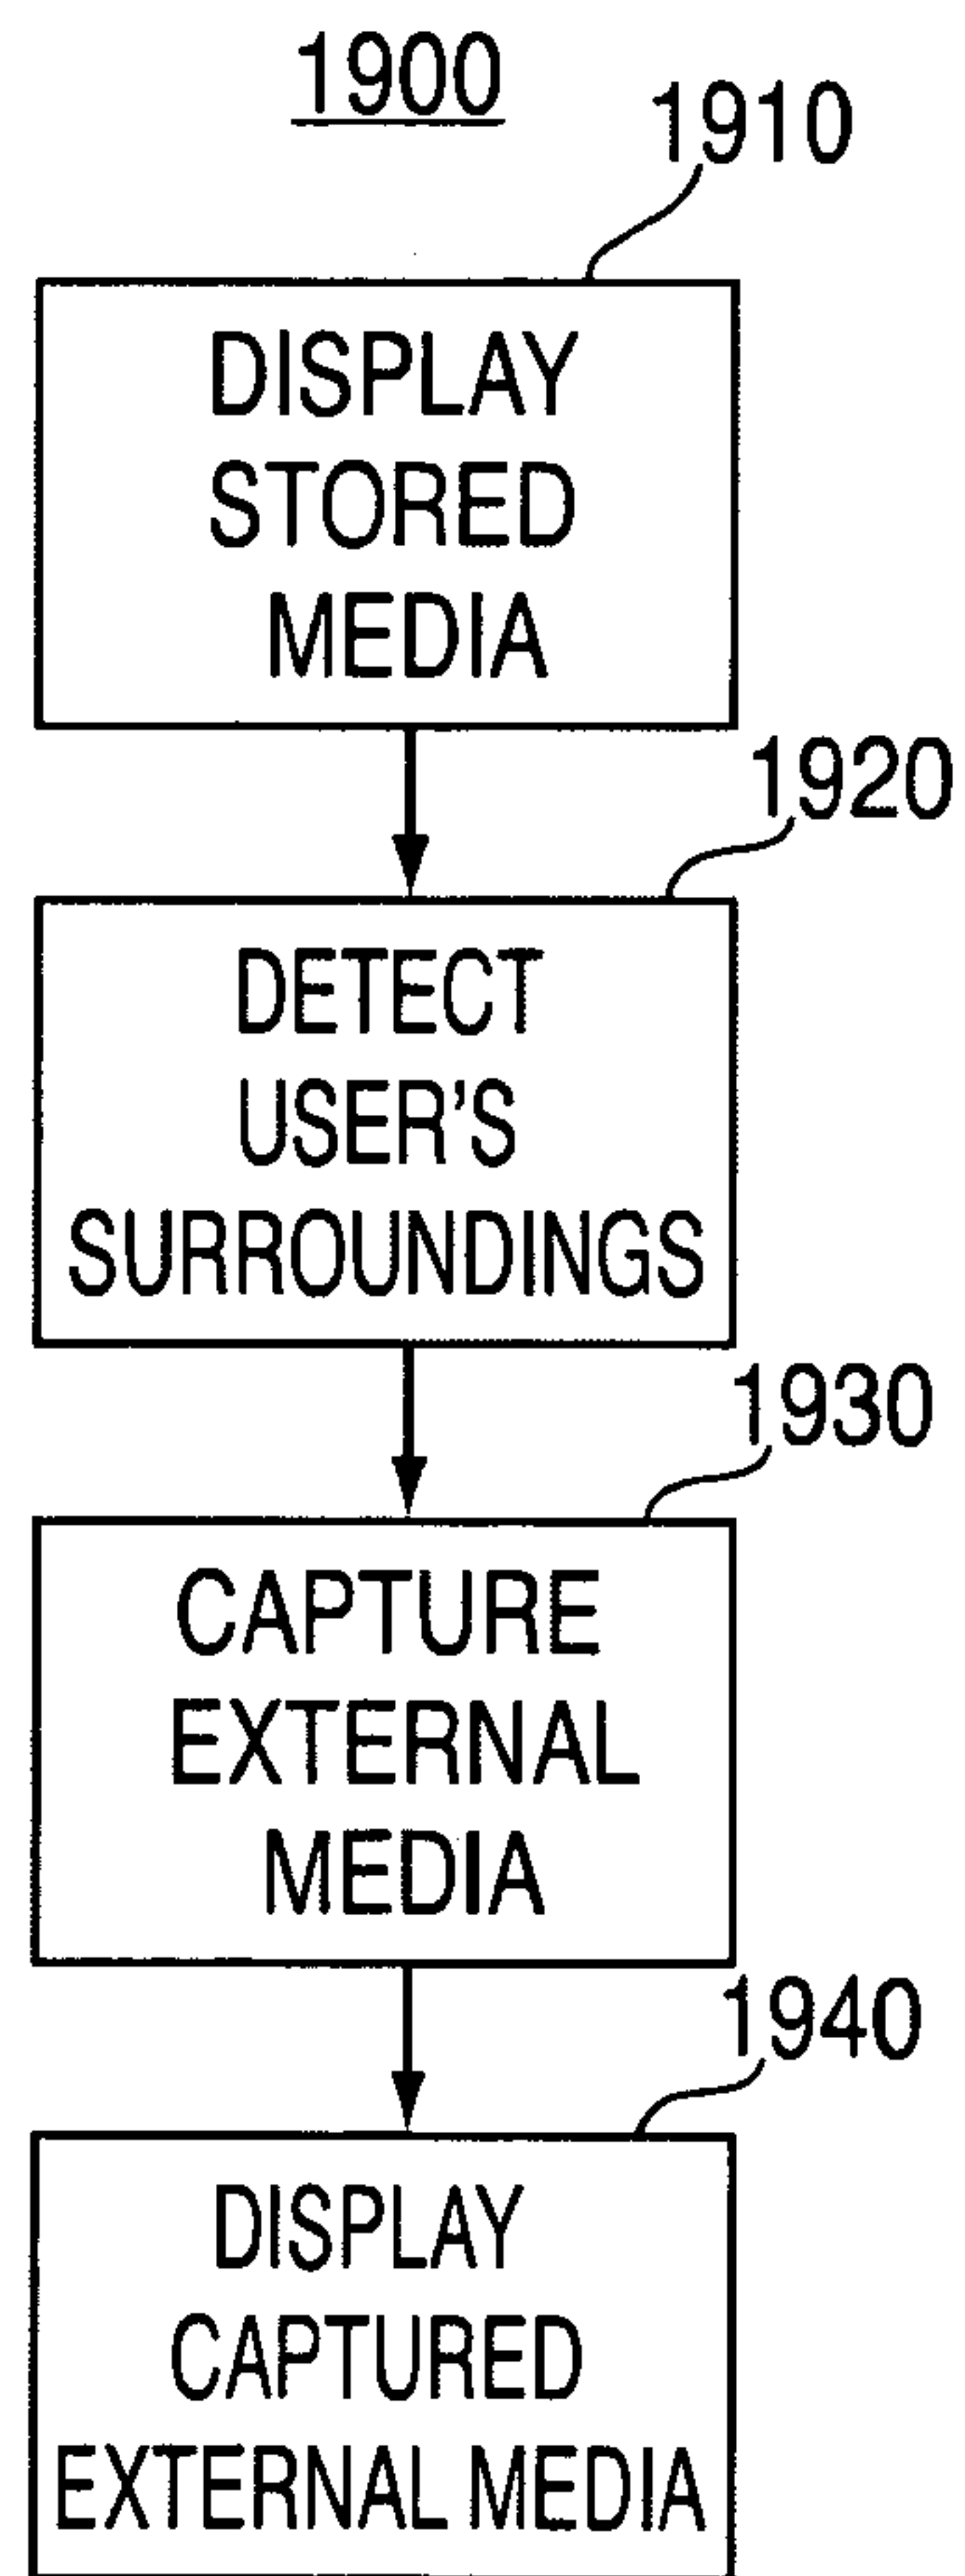 1900
1910
DISPLAY
STORED
MEDIA
1920
DETECT
USER'S
SURROUNDINGS
1930
CAPTURE
EXTERNAL
MEDIA
1940
DISPLAY
CAPTURED
EXTERNAL MEDIA